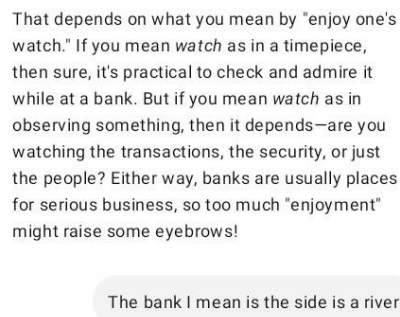 That depends on what you mean by "enjoy one's
watch." If you mean watch as in a timepiece,
then sure, it's practical to check and admire it
while at a bank. But if you mean watch as in
observing something, then it depends—are you
watching the transactions, the security, or just
the people? Either way, banks are usually places
for serious business, so too much "enjoyment"
might raise some eyebrows!
The bank I mean is the side is a river